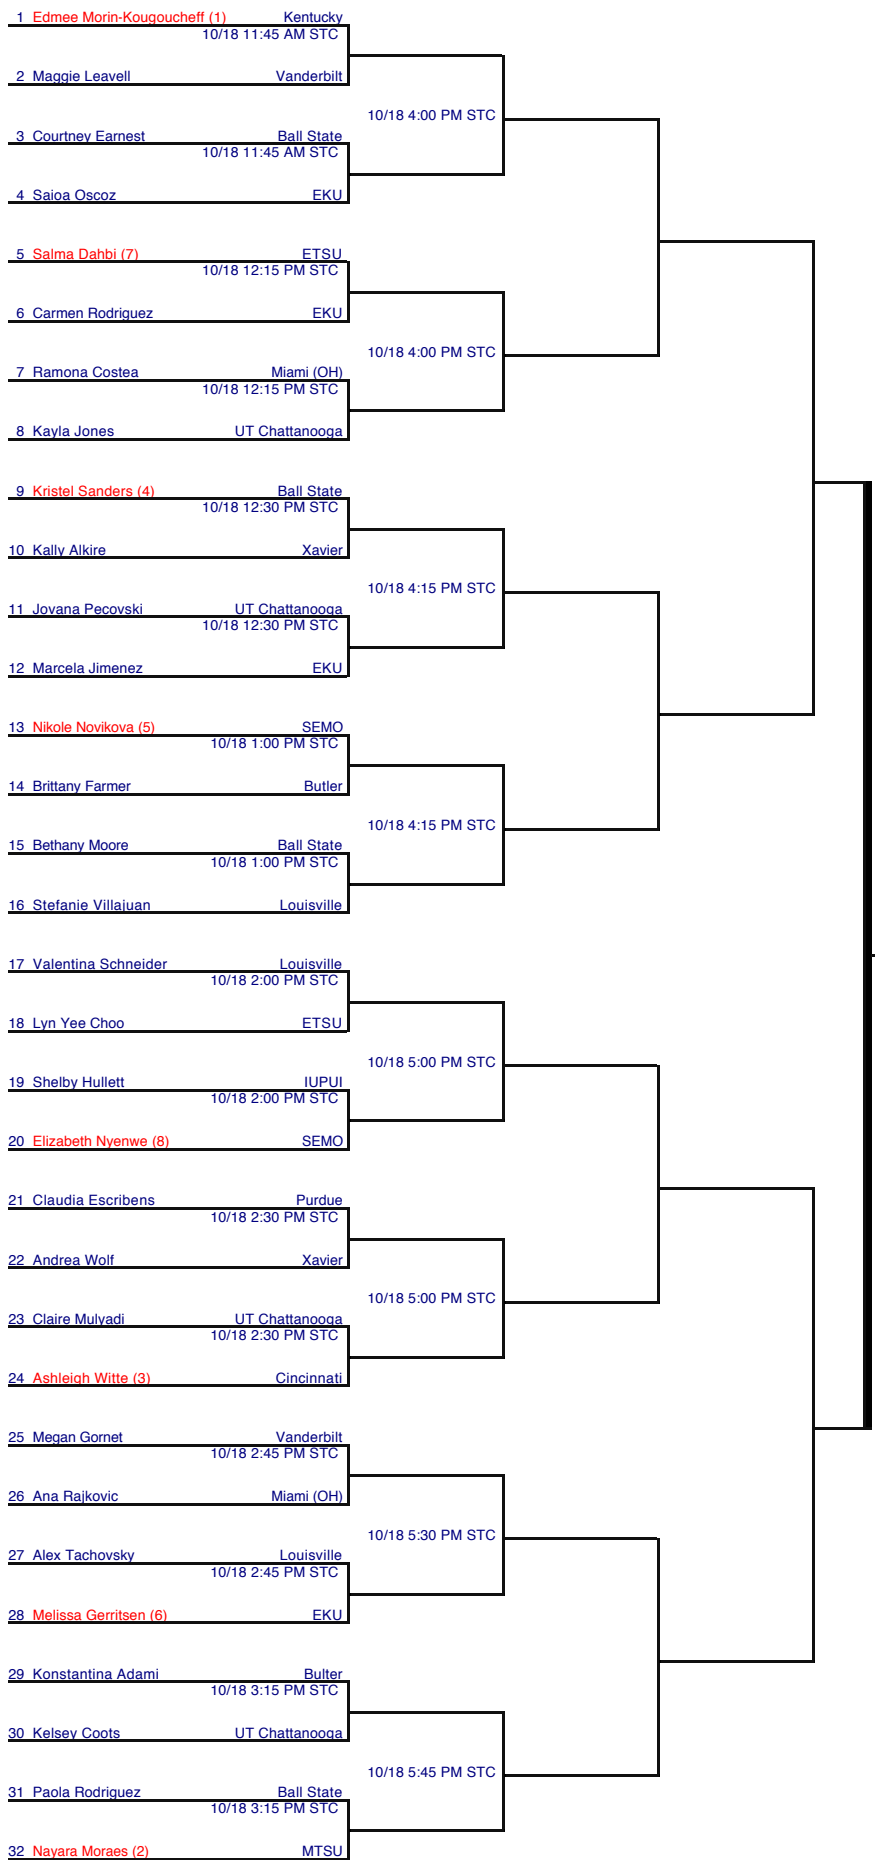 1 Edmee Morin-Kougoucheff (1) Kentucky
10/18 11:45 AM STC
2 Maggie Leavell Vanderbilt
10/18 4:00 PM STC
3 Courtney Earnest Ball State
10/18 11:45 AM STC
4 Saioa Oscoz EKU
5 Salma Dahbi (7) ETSU
10/18 12:15 PM STC
6 Carmen Rodriguez EKU
10/18 4:00 PM STC
7 Ramona Costea Miami (OH)
10/18 12:15 PM STC
8 Kayla Jones UT Chattanooga
9 Kristel Sanders (4) Ball State
10/18 12:30 PM STC
10 Kally Alkire Xavier
10/18 4:15 PM STC
11 Jovana Pecovski UT Chattanooga
10/18 12:30 PM STC
12 Marcela Jimenez EKU
13 Nikole Novikova (5) SEMO
10/18 1:00 PM STC
14 Brittany Farmer Butler
10/18 4:15 PM STC
15 Bethany Moore Ball State
10/18 1:00 PM STC
16 Stefanie Villajuan Louisville
17 Valentina Schneider Louisville
10/18 2:00 PM STC
18 Lyn Yee Choo ETSU
10/18 5:00 PM STC
19 Shelby Hullett IUPUI
10/18 2:00 PM STC
20 Elizabeth Nyenwe (8) SEMO
21 Claudia Escribens Purdue
10/18 2:30 PM STC
22 Andrea Wolf Xavier
10/18 5:00 PM STC
23 Claire Mulyadi UT Chattanooga
10/18 2:30 PM STC
24 Ashleigh Witte (3) Cincinnati
25 Megan Gornet Vanderbilt
10/18 2:45 PM STC
26 Ana Rajkovic Miami (OH)
10/18 5:30 PM STC
27 Alex Tachovsky Louisville
10/18 2:45 PM STC
28 Melissa Gerritsen (6) EKU
29 Konstantina Adami Bulter
10/18 3:15 PM STC
30 Kelsey Coots UT Chattanooga
10/18 5:45 PM STC
31 Paola Rodriguez Ball State
10/18 3:15 PM STC
32 Nayara Moraes (2) MTSU